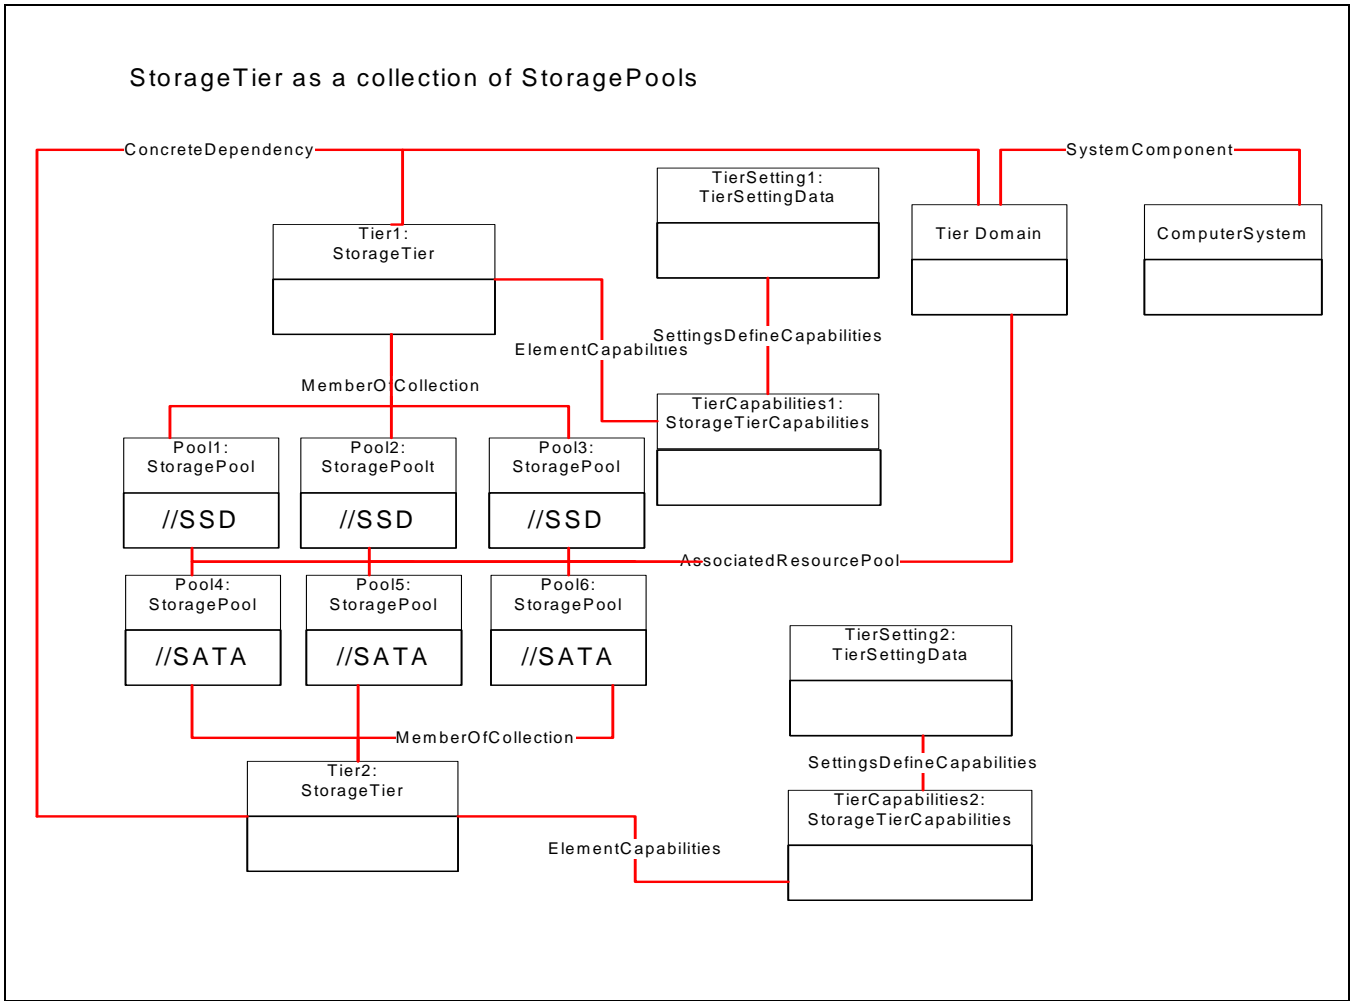 StorageTier as a collection of StoragePools
ConcreteDependency
SystemComponent
TierSetting1:
TierSettingData
Tier1:
StorageTier
Tier Domain
ComputerSystem
SettingsDefineCapabilities
ElementCapabilities
MemberOfCollection
TierCapabilities1:
StorageTierCapabilities
Pool1:
StoragePool
Pool2:
StoragePoolt
Pool3:
StoragePool
//SSD
//SSD
//SSD
AssociatedResourcePool
Pool4:
StoragePool
Pool5:
StoragePool
Pool6:
StoragePool
//SATA
//SATA
//SATA
TierSetting2:
TierSettingData
MemberOfCollection
SettingsDefineCapabilities
Tier2:
StorageTier
TierCapabilities2:
StorageTierCapabilities
ElementCapabilities